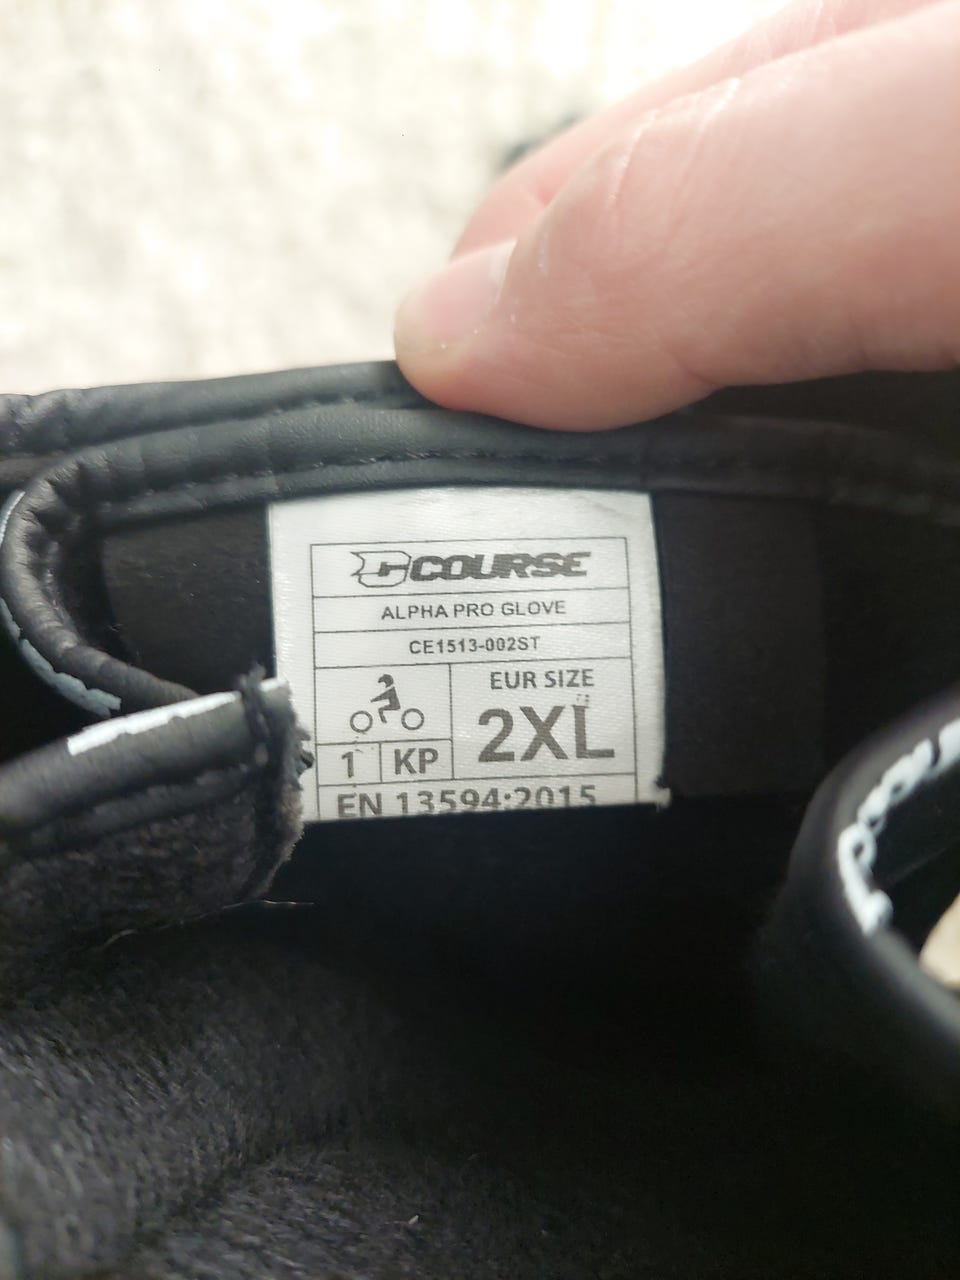 COURSE
ALPHA PRO GLOVE
CE1513-002ST
EUR SIZE
2XL
1 KP
EN 13594:2015